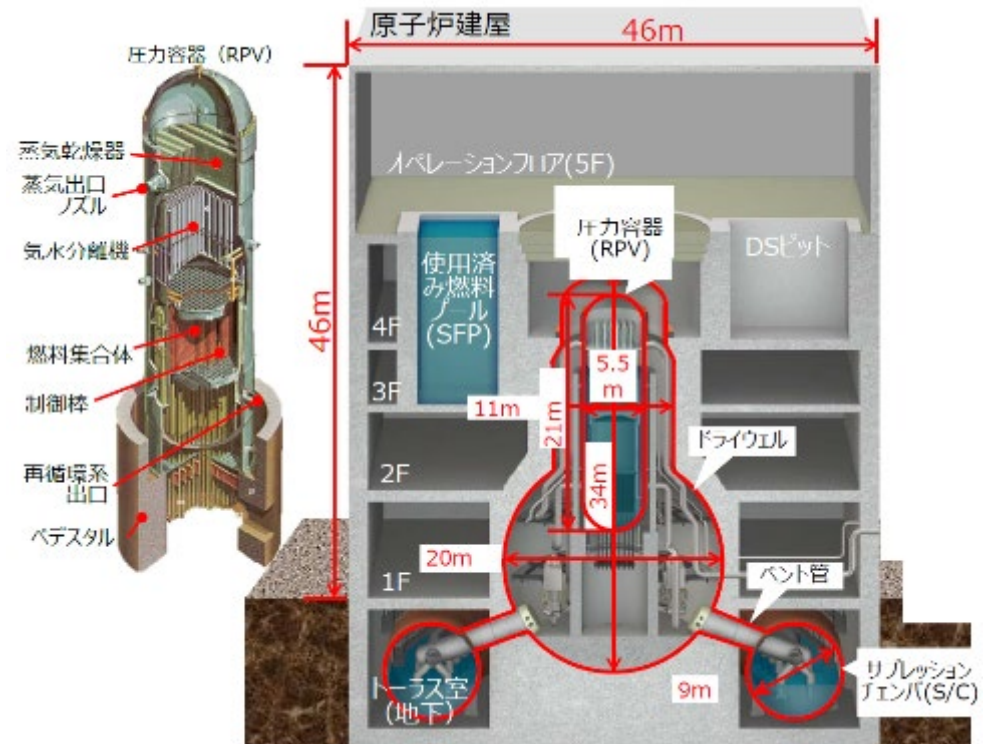 圧力容器（RPV）
蒸気乾燥器
蒸気出口
ノズル
気水分離機
燃料集合体
制御棒
再循環系
出口
ペデスタル
原子炉建屋
46m
46m
オペレーションフロア(5F)
圧力容器
(RPV)
使用済
み燃料
プール
(SFP)
DSピット
4F
3F
2F
1F
5.5
m
11m
21m
34m
20m
ドライウェル
ベント管
トーラス室
(地下)
9m
サプレッション
チェンバ(S/C)